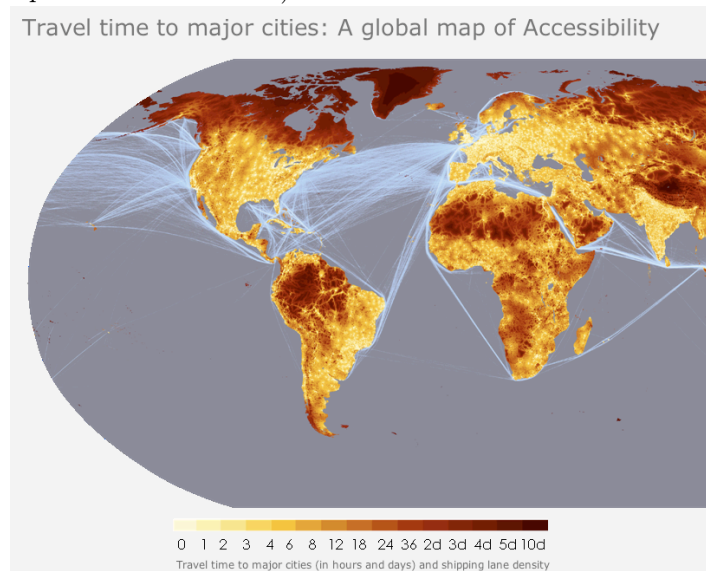 Travel time to major cities: A global map of Accessibility
0 1 2 3 4 6 8 12 18 24 36 2d 3d 4d 5d 10d
Travel time to major cities (in hours and days) and shipping lane density